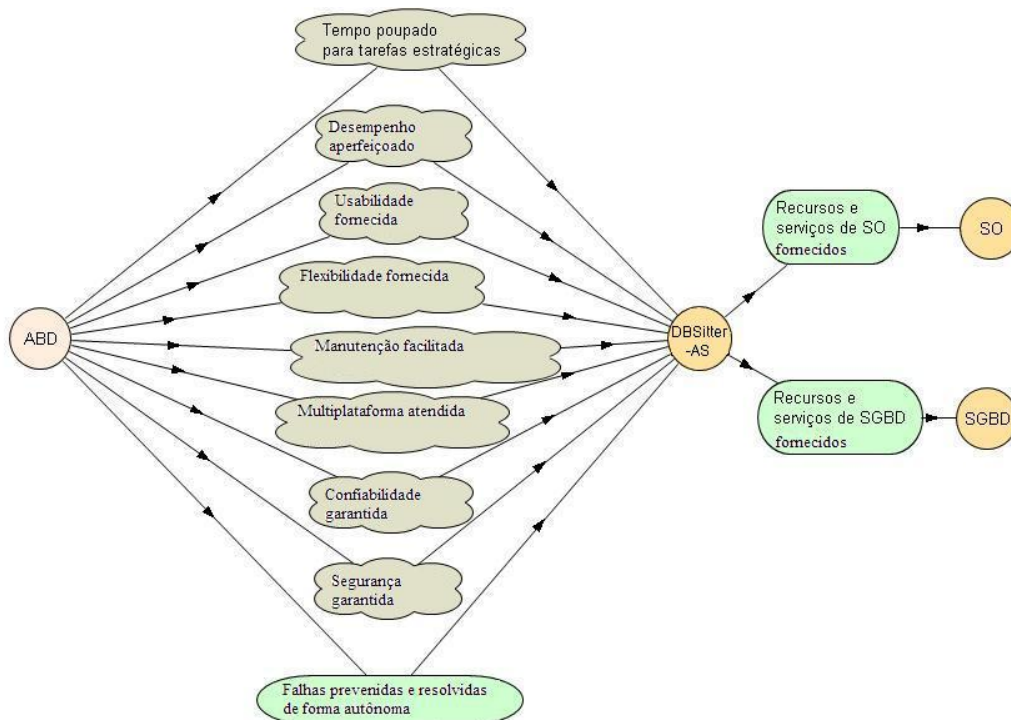 Tempo poupado
para tarefas estratégicas
Desempenho
aperfeiçoado
Usabilidade
fornecida
Flexibilidade fornecida
Manutenção facilitada
Multiplataforma atendida
Confiabilidade
garantida
Segurança
garantida
Falhas prevenidas e resolvidas
de forma autônoma
ABD
DBSitter
-AS
Recursos e
serviços de SO
fornecidos
SO
Recursos e
serviços de SGBD
fornecidos
SGBD